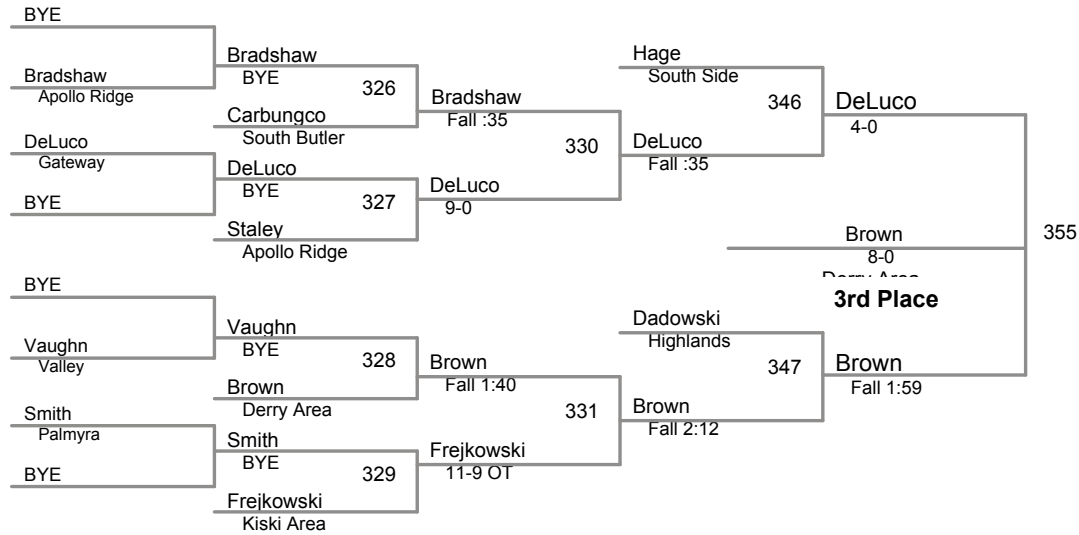 BYE
Bradshaw
Apollo Ridge
DeLuco
Gateway
BYE
BYE
Vaughn
Valley
Smith
Palmyra
BYE
Bradshaw
BYE
326
Carbungco
South Butler
DeLuco
BYE
327
Staley
Apollo Ridge
Vaughn
BYE
328
Brown
Derry Area
Smith
BYE
329
Frejkowski
Kiski Area
Bradshaw
Fall :35
330
DeLuco
9-0
Brown
Fall 1:40
331
Frejkowski
11-9 OT
Hage
South Side
346
DeLuco
Fall :35
Dadowski
Highlands
347
Brown
Fall 2:12
DeLuco
4-0
Brown
8-0
Derry Area
3rd Place
355
Brown
Fall 1:59